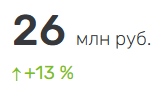 26 млн руб.
↑+13 %